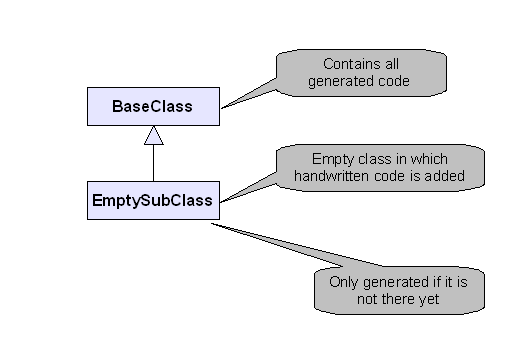 Contains all
generated code
BaseClass
Empty class in which
handwritten code is added
EmptySubClass
Only generated if it is
not there yet